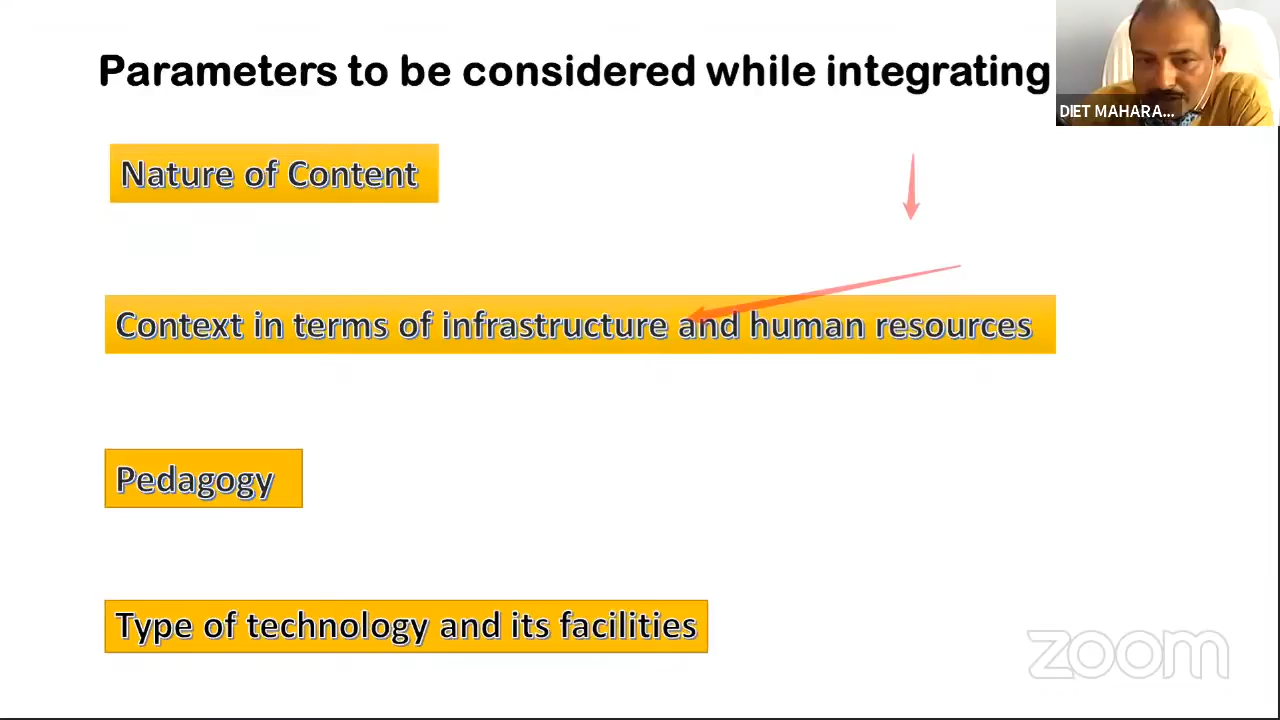 Parameters to be considered while integrating
DIET MAHARA...
Nature of Content
Context in terms of infrastructure and human resources
Pedagogy
Type of technology and its facilities
zoom